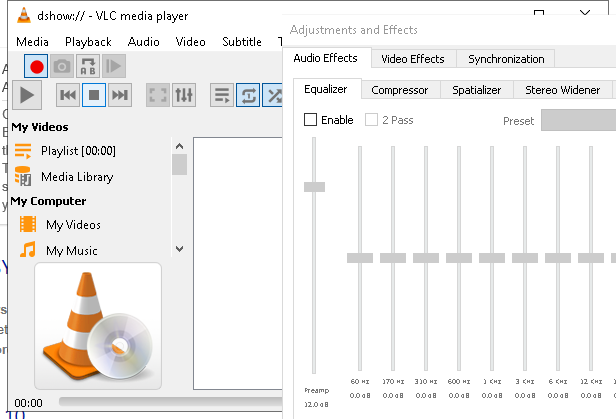 dshow:// - VLC media player
Media Playback Audio Video Subtitle
My Videos
Playlist [00:00]
Media Library
My Computer
My Videos
My Music
00:00
Adjustments and Effects
Audio Effects Video Effects Synchronization
Equalizer Compressor Spatializer Stereo Widener
Enable 2 Pass Preset
Preamp
12.0 dB
60 Hz 170 Hz 310 Hz 600 Hz 1 KHz 3 KHz 6 KHz 12 KHz
0.0 dB 0.0 dB 0.0 dB 0.0 dB 0.0 dB 0.0 dB 0.0 dB 0.0 dB